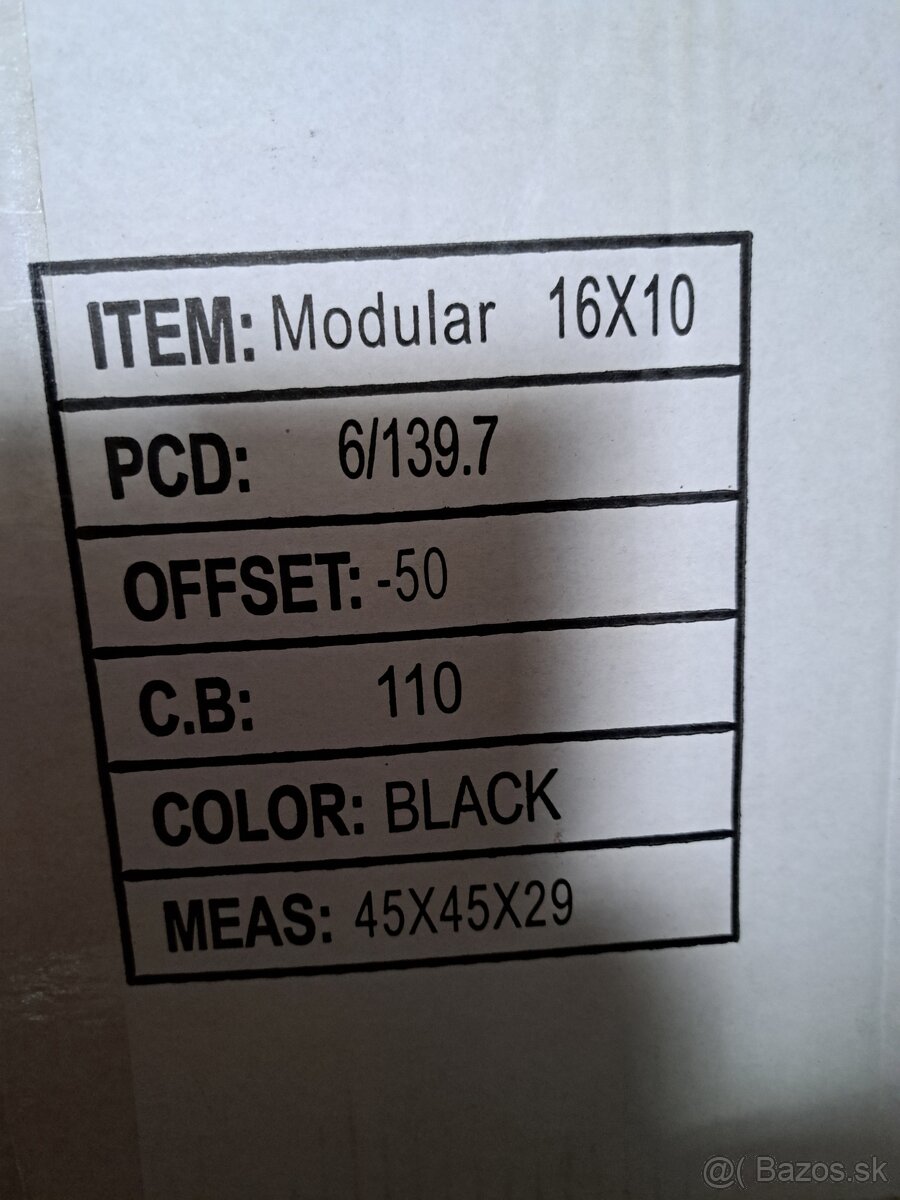 ITEM: Modular 16X10
PCD: 6/139.7
OFFSET: -50
C.B: 110
COLOR: BLACK
MEAS: 45X45X29
@( Bazos.sk